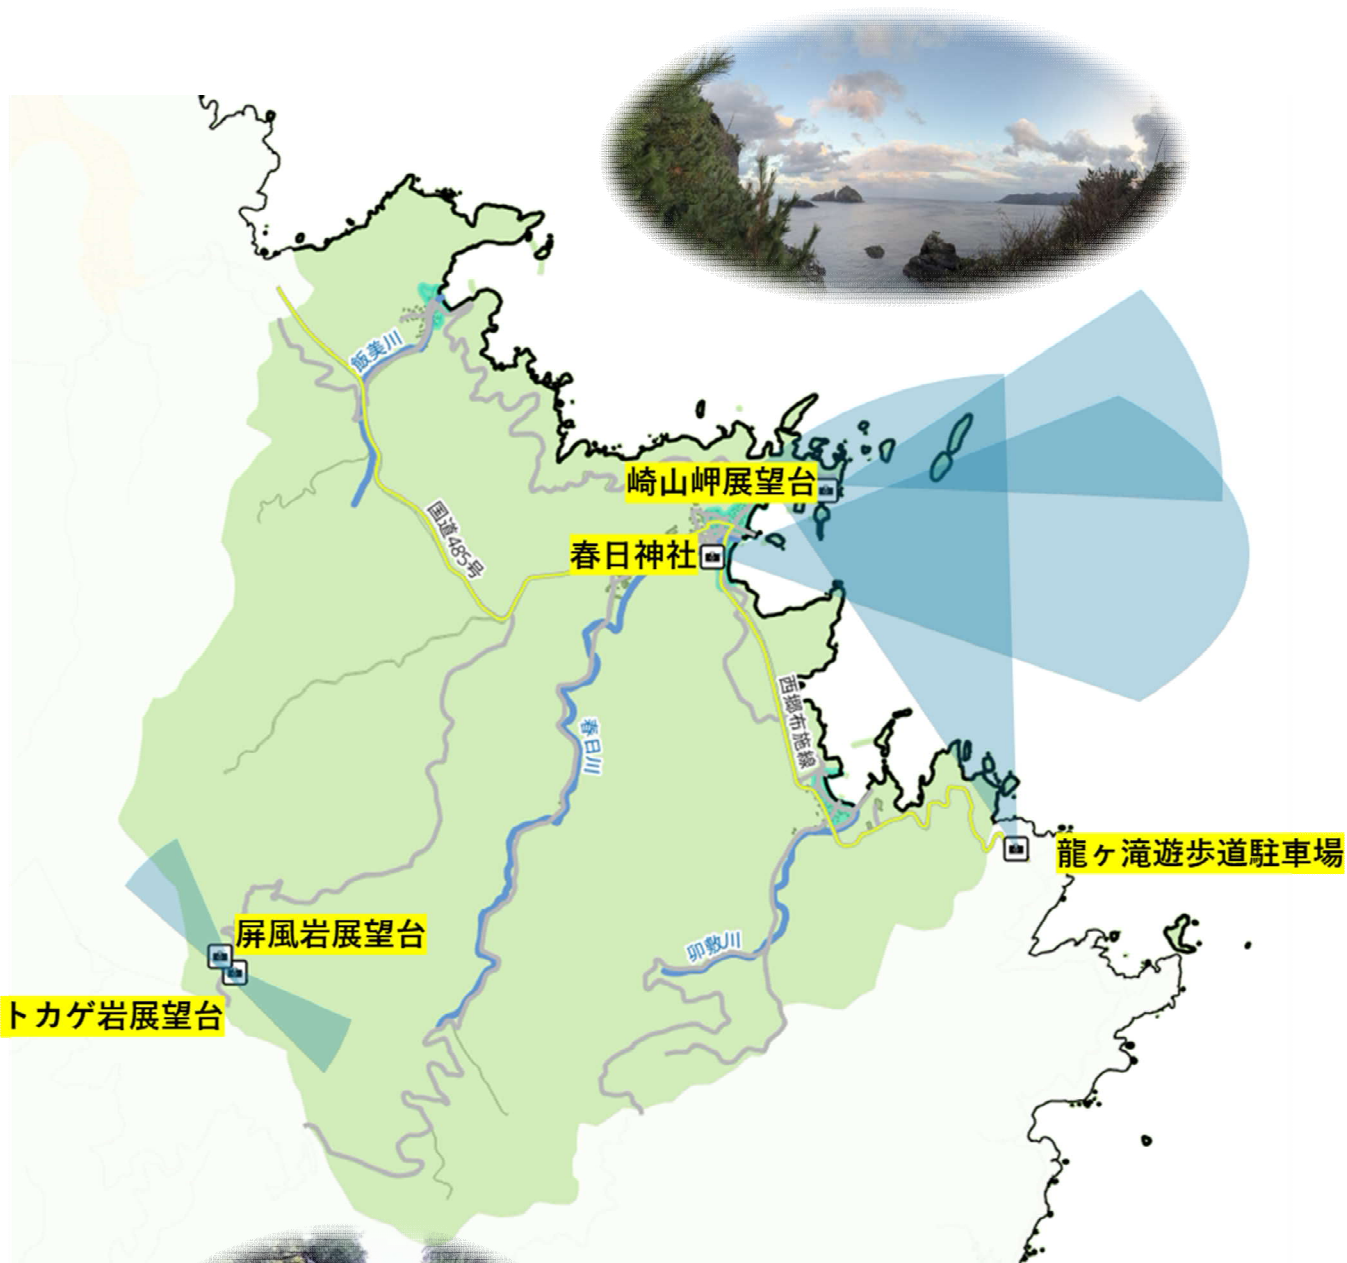 飯美川
崎山岬展望台
国道485号
春日神社
西郷布施線
春日川
龍ヶ滝遊歩道駐車場
屏風岩展望台
卯敷川
トカゲ岩展望台